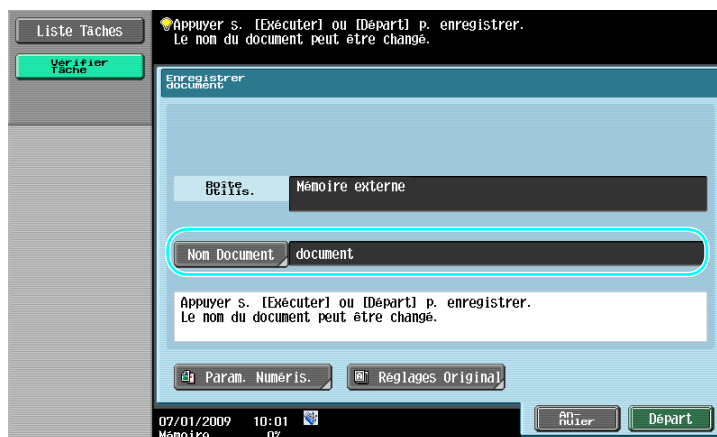 Liste Tâches
Vérifier
Tâche
Appuyer s. [Exécuter] ou [Départ] p. enregistrer.
Le nom du document peut être changé.
Enregistrer
document
Boîte
Utilis.
Mémoire externe
Nom Document
document
Appuyer s. [Exécuter] ou [Départ] p. enregistrer.
Le nom du document peut être changé.
Param. Numéris.
Réglages Original
07/01/2009 10:01
Mémoire 0%
An-
nuler
Départ